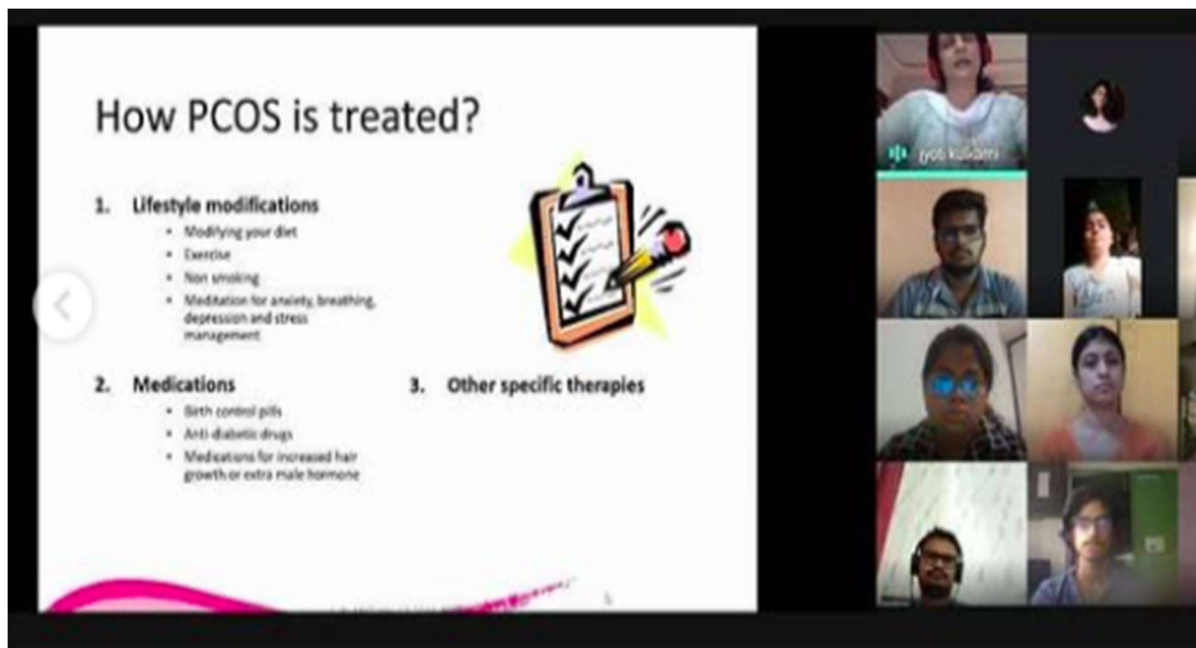 How PCOS is treated?
1. Lifestyle modifications
• Modifying your diet
• Exercise
• Non smoking
• Meditation for anxiety, breathing,
depression and stress
management
2. Medications
• Birth control pills
• Anti diabetic drugs
• Medications for increased hair
growth or extra male hormone
3. Other specific therapies
jyoti kulkarni